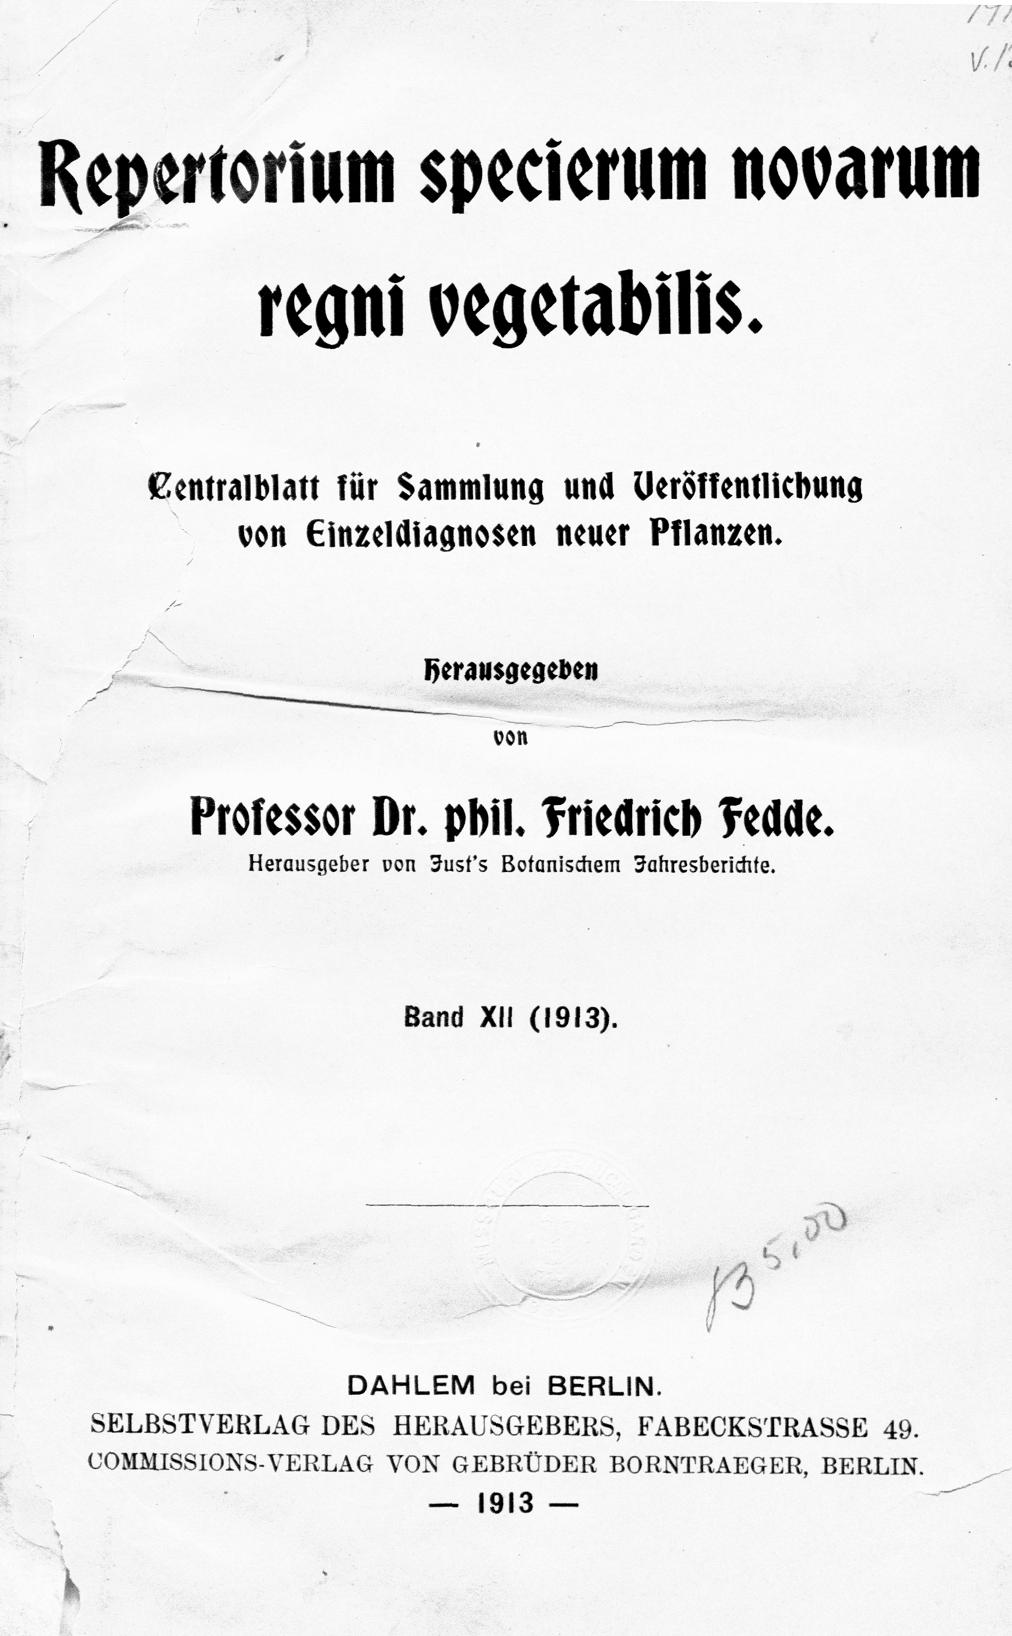 Repertorium specierum novarum
regni vegetabilis.
Centralblatt für Sammlung und Veröffentlichung
von Einzeldiagnosen neuer Pflanzen.
Herausgegeben
von
Professor Dr. phil. Friedrich Fedde.
Herausgeber von Just's Botanischem Jahresberichte.
Band XII (1913).
5,00
DAHLEM bei BERLIN.
SELBSTVERLAG DES HERAUSGEBERS, FABECKSTRASSE 49.
COMMISSIONS-VERLAG VON GEBRÜDER BORNTRAEGER, BERLIN.
— 1913 —